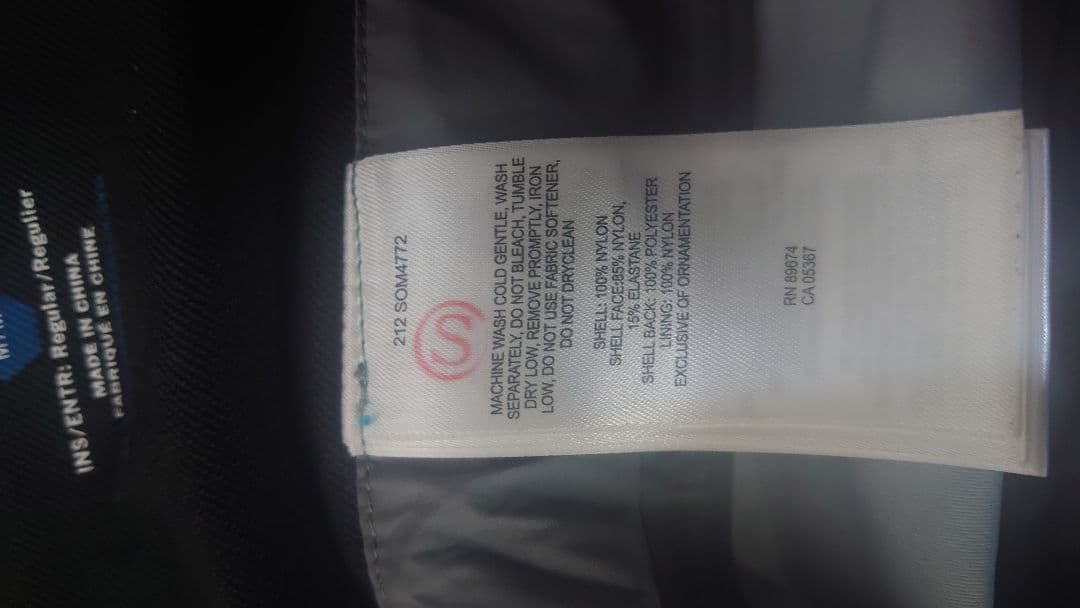 INS/ENTR: Regular/Regulier
MADE IN CHINA
FABRIQUÉ EN CHINE
212 SOM4772
S
MACHINE WASH COLD GENTLE, WASH
SEPARATELY, DO NOT BLEACH, TUMBLE
DRY LOW, REMOVE PROMPTLY, IRON
LOW, DO NOT USE FABRIC SOFTENER,
DO NOT DRYCLEAN
SHELL: 100% NYLON
SHELL FACE:85% NYLON,
15% ELASTANE
SHELL BACK: 100% POLYESTER
LINING: 100% NYLON
EXCLUSIVE OF ORNAMENTATION
RN 89674
CA 05367